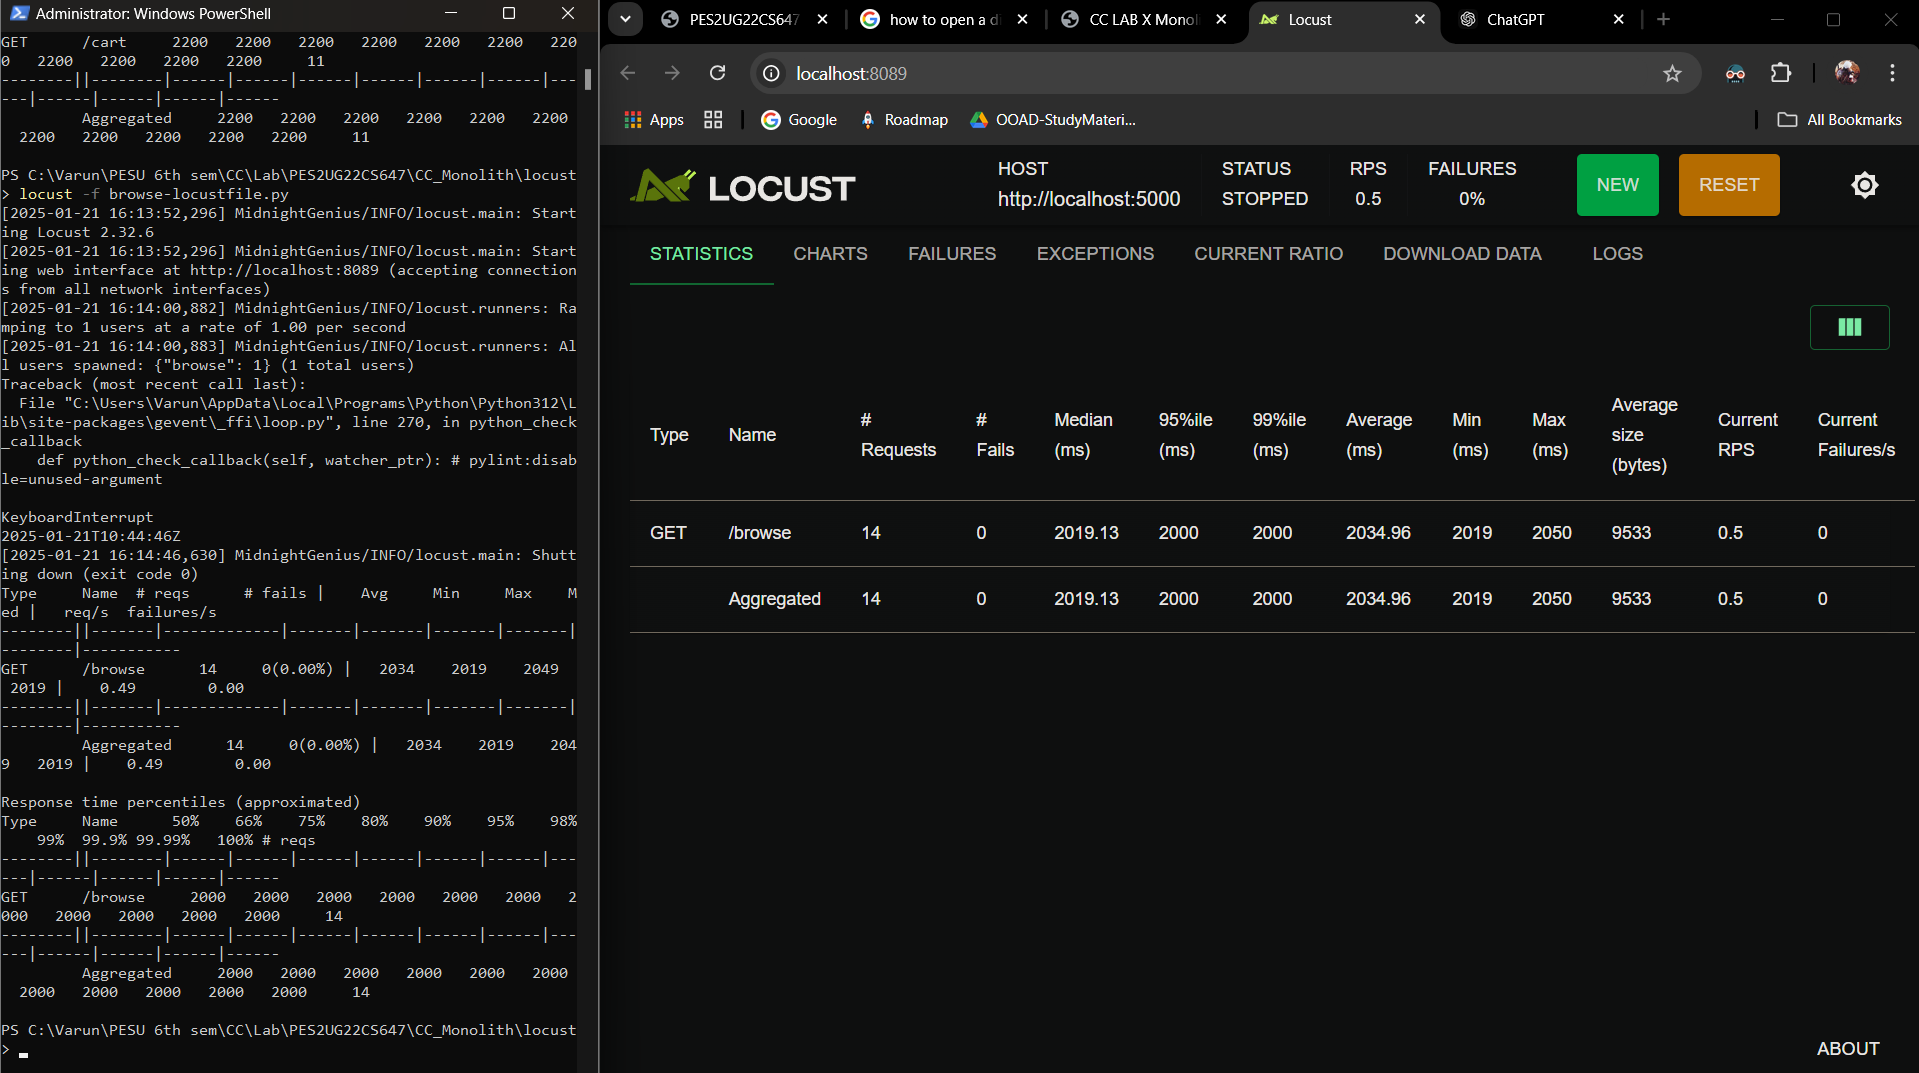 Administrator: Windows PowerShell
GET      /cart     2200   2200   2200   2200   2200   2200   220
0   2200   2200   2200   2200     11
--------||--------|------|------|------|------|------|------|---
---|------|------|------|------
         Aggregated     2200   2200   2200   2200   2200   2200
  2200   2200   2200   2200   2200     11
PS C:\Varun\PESU 6th sem\CC\Lab\PES2UG22CS647\CC_Monolith\locust
> locust -f browse-locustfile.py
[2025-01-21 16:13:52,296] MidnightGenius/INFO/locust.main: Start
ing Locust 2.32.6
[2025-01-21 16:13:52,296] MidnightGenius/INFO/locust.main: Start
ing web interface at http://localhost:8089 (accepting connection
s from all network interfaces)
[2025-01-21 16:14:00,882] MidnightGenius/INFO/locust.runners: Ra
mping to 1 users at a rate of 1.00 per second
[2025-01-21 16:14:00,883] MidnightGenius/INFO/locust.runners: Al
l users spawned: {"browse": 1} (1 total users)
Traceback (most recent call last):
  File "C:\Users\Varun\AppData\Local\Programs\Python\Python312\L
ib\site-packages\gevent\_ffi\loop.py", line 270, in python_check
_callback
    def python_check_callback(self, watcher_ptr): # pylint:disab
le=unused-argument
KeyboardInterrupt
2025-01-21T10:44:46Z
[2025-01-21 16:14:46,630] MidnightGenius/INFO/locust.main: Shutt
ing down (exit code 0)
Type     Name  # reqs      # fails |    Avg     Min     Max    M
ed |   req/s  failures/s
--------||-------|-------------|-------|-------|-------|-------|
--------|-----------
GET      /browse      14     0(0.00%) |   2034    2019    2049
 2019 |    0.49        0.00
--------||-------|-------------|-------|-------|-------|-------|
--------|-----------
         Aggregated      14     0(0.00%) |   2034    2019    204
9   2019 |    0.49        0.00
Response time percentiles (approximated)
Type     Name      50%    66%    75%    80%    90%    95%    98%
    99%  99.9% 99.99%   100% # reqs
--------||--------|------|------|------|------|------|------|---
---|------|------|------|------
GET      /browse     2000   2000   2000   2000   2000   2000   2
000   2000   2000   2000   2000     14
--------||--------|------|------|------|------|------|------|---
---|------|------|------|------
         Aggregated     2000   2000   2000   2000   2000   2000
  2000   2000   2000   2000   2000     14
PS C:\Varun\PESU 6th sem\CC\Lab\PES2UG22CS647\CC_Monolith\locust
>
PES2UG22CS647 how to open a di CC LAB X Monol Locust ChatGPT
localhost:8089
Apps Google Roadmap OOAD-StudyMateri... All Bookmarks
LOCUST
HOST STATUS RPS FAILURES
http://localhost:5000 STOPPED 0.5 0%
NEW RESET
STATISTICS CHARTS FAILURES EXCEPTIONS CURRENT RATIO DOWNLOAD DATA LOGS
Type Name # Requests # Fails Median (ms) 95%ile (ms) 99%ile (ms) Average (ms) Min (ms) Max (ms) Average size (bytes) Current RPS Current Failures/s
GET /browse 14 0 2019.13 2000 2000 2034.96 2019 2050 9533 0.5 0
Aggregated 14 0 2019.13 2000 2000 2034.96 2019 2050 9533 0.5 0
ABOUT